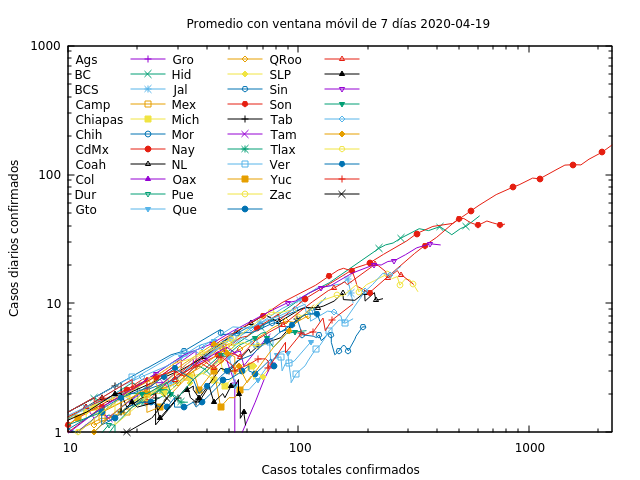 Promedio con ventana móvil de 7 días 2020-04-19
1000
100
10
1
10 100 1000
Casos diarios confirmados
Casos totales confirmados
Ags Gro QRoo
BC Hid SLP
BCS Jal Sin
Camp Mex Son
Chiapas Mich Tab
Chih Mor Tam
CdMx Nay Tlax
Coah NL Ver
Col Oax Yuc
Dur Pue Zac
Gto Que